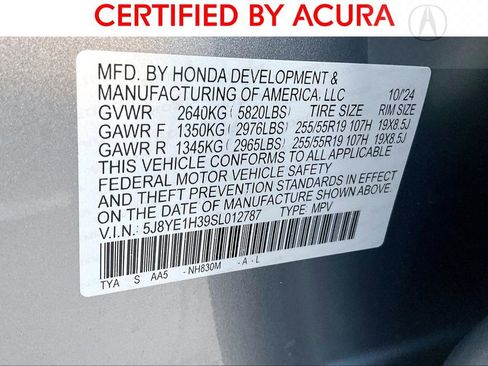 CERTIFIED BY ACURA
MFD. BY HONDA DEVELOPMENT &
MANUFACTURING OF AMERICA, LLC 10/24
GVWR 2640KG (5820LBS) TIRE SIZE RIM SIZE
GAWR F 1350KG (2976LBS) 255/55R19 107H 19X8.5J
GAWR R 1345KG (2965LBS) 255/55R19 107H 19X8.5J
THIS VEHICLE CONFORMS TO ALL APPLICABLE
FEDERAL MOTOR VEHICLE SAFETY
AND THEFT PREVENTION STANDARDS IN EFFECT
ON THE DATE OF MANUFACTURE SHOWN ABOVE.
V.I.N.: 5J8YE1H39SL012787 TYPE: MPV
TYA S AA5 -NH830M -A-L